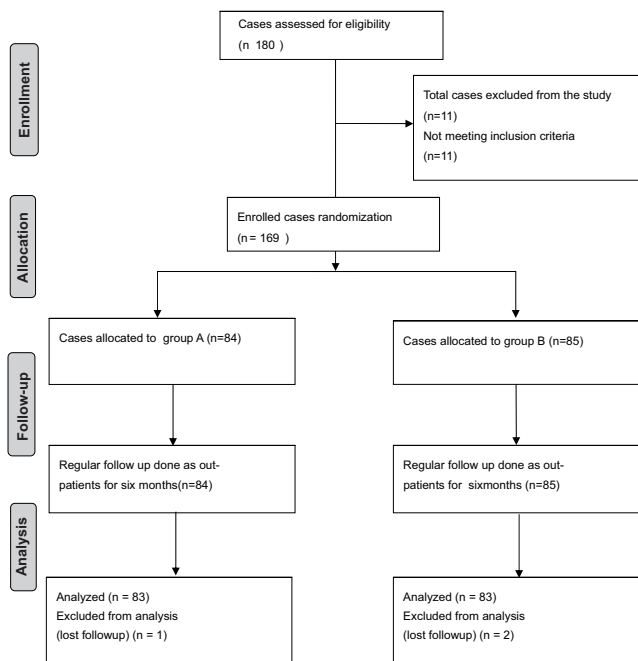 Cases assessed for eligibility
(n 180 )
Enrollment
Total cases excluded from the study
(n=11)
Not meeting inclusion criteria
(n=11)
Enrolled cases randomization
(n = 169 )
Allocation
Cases allocated to group A (n=84)
Cases allocated to group B (n=85)
Follow-up
Regular follow up done as out-
patients for six months(n=84)
Regular follow up done as out-
patients for sixmonths (n=85)
Analysis
Analyzed (n = 83)
Excluded from analysis
(lost followup) (n = 1)
Analyzed (n = 83)
Excluded from analysis
(lost followup) (n = 2)